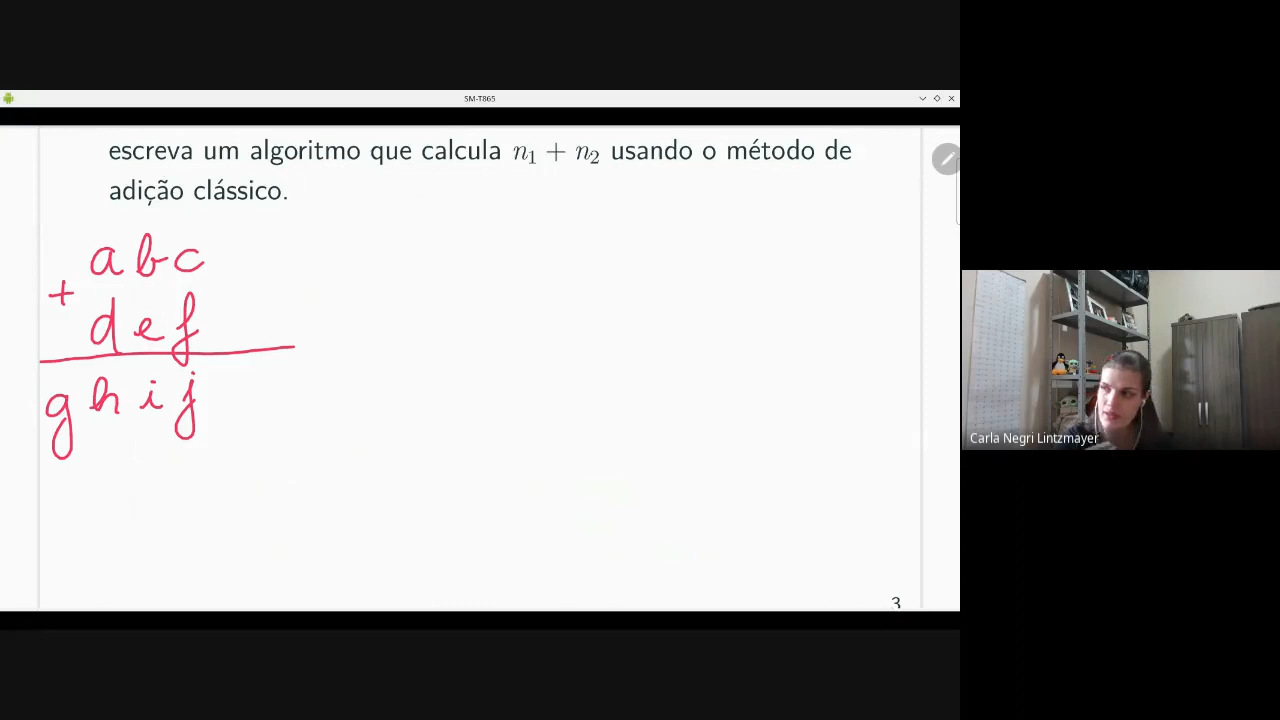 SM-T865
escreva um algoritmo que calcula n₁ + n₂ usando o método de
adição clássico.
a b c
+
d e f
g h i j
3
Carla Negri Lintzmayer